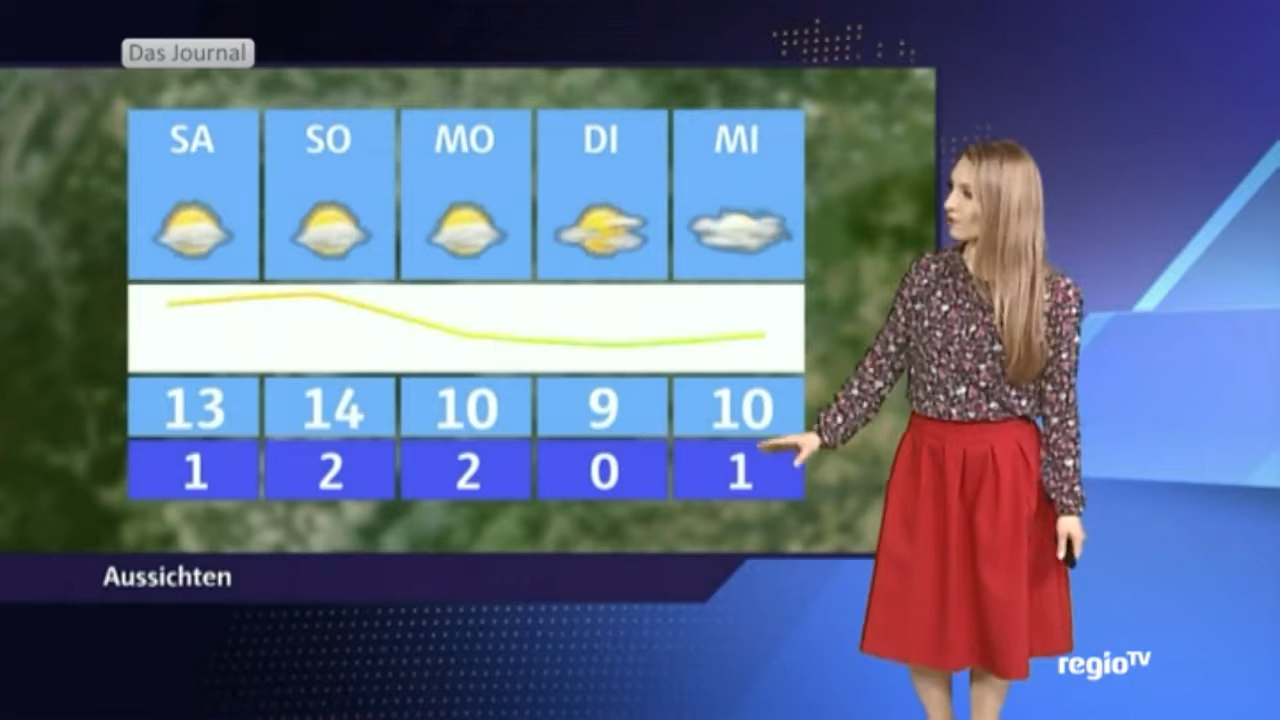 Das Journal
SA SO MO DI MI
13 14 10 9 10
1 2 2 0 1
Aussichten
regioTV